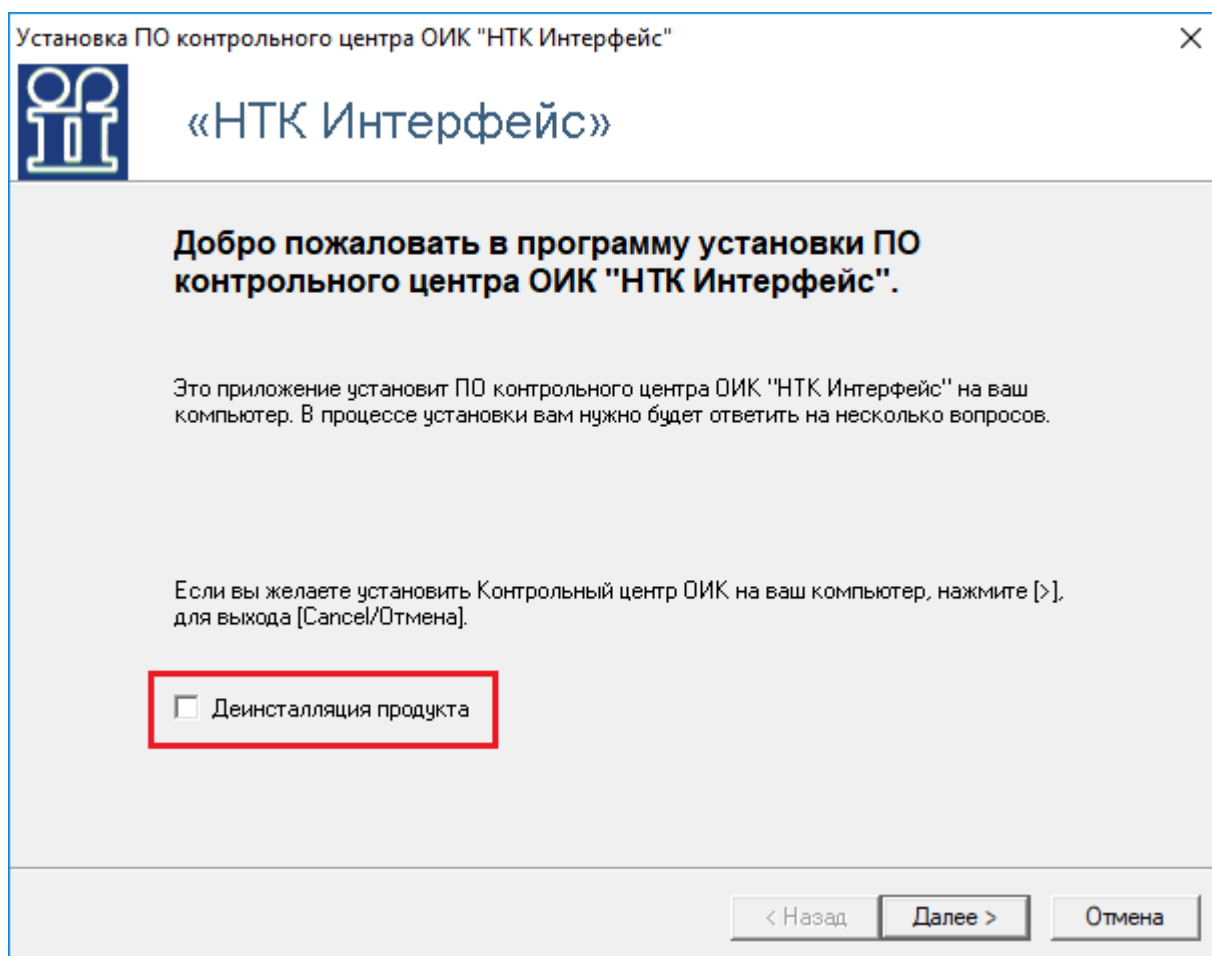 Установка ПО контрольного центра ОИК "НТК Интерфейс"
«НТК Интерфейс»
Добро пожаловать в программу установки ПО
контрольного центра ОИК "НТК Интерфейс".
Это приложение установит ПО контрольного центра ОИК "НТК Интерфейс" на ваш
компьютер. В процессе установки вам нужно будет ответить на несколько вопросов.
Если вы желаете установить Контрольный центр ОИК на ваш компьютер, нажмите [>],
для выхода [Cancel/Отмена].
Деинсталляция продукта
< Назад Далее > Отмена